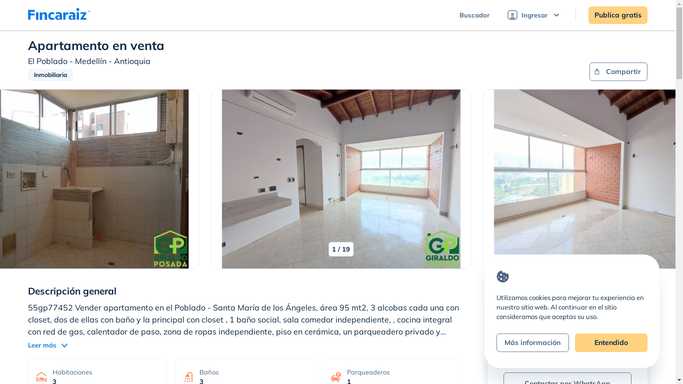 Fincaraiz
Buscador
Ingresar
Publica gratis
Apartamento en venta
El Poblado - Medellín - Antioquia
Inmobiliaria
Compartir
POSADA
1 / 19
GP
GIRALDO
Descripción general
55gp77452 Vender apartamento en el Poblado - Santa María de los Ángeles, área 95 mt2, 3 alcobas cada una con
closet, dos de ellas con baño y la principal con closet , 1 baño social, sala comedor independiente, , cocina integral
con red de gas, calentador de paso, zona de ropas independiente, piso en cerámica, un parqueadero privado y...
Leer más
Habitaciones
3
Baños
3
Parqueaderos
1
Utilizamos cookies para mejorar tu experiencia en
nuestro sitio web. Al continuar en el sitio
consideramos que aceptas su uso.
Más información
Entendido
Contactar por WhatsApp